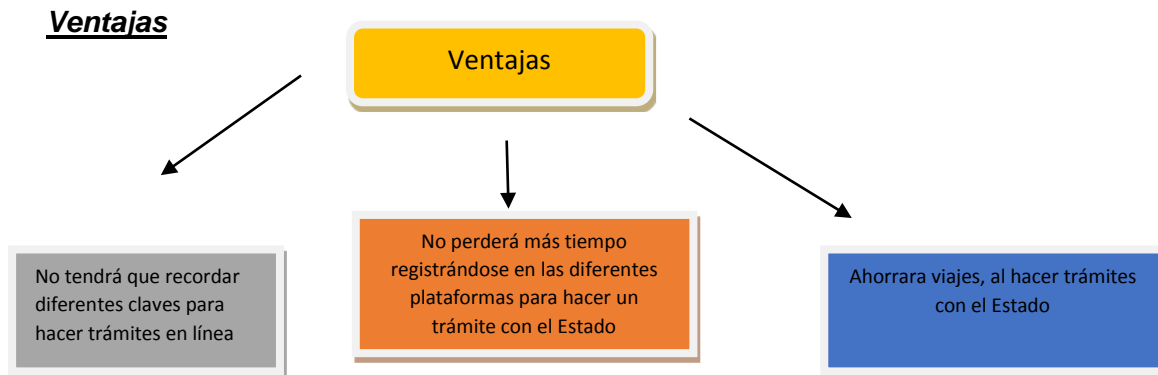 Ventajas
Ventajas
No tendrá que recordar
diferentes claves para
hacer trámites en línea
No perderá más tiempo
registrándose en las diferentes
plataformas para hacer un
trámite con el Estado
Ahorrara viajes, al hacer trámites
con el Estado